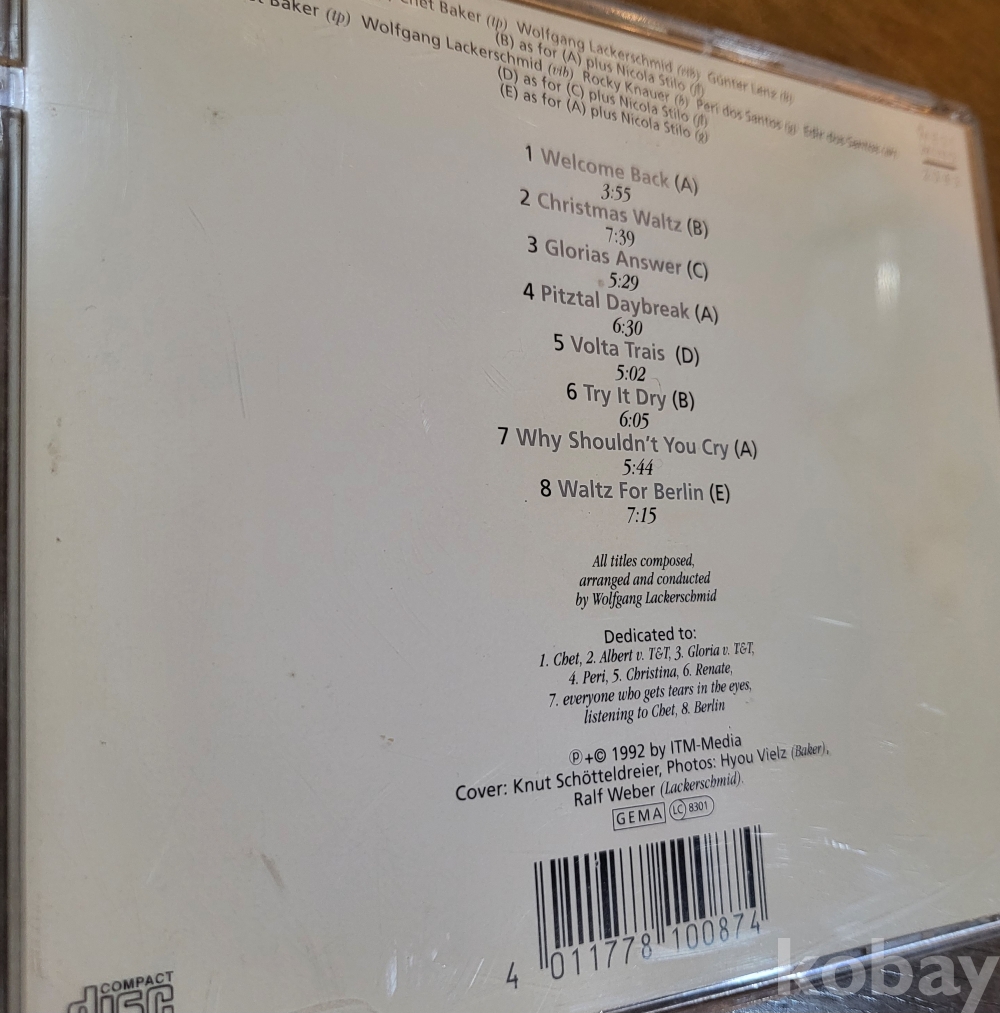 Chet Baker (tp) Wolfgang Lackerschmid (vib) Günter Lenz (B)
(B) as for (A) plus Nicola Stilo (fl)
Baker (tp) Wolfgang Lackerschmid (vib) Rocky Knauer (B) Peri dos Santos (g) Edir dos Santos
(D) as for (C) plus Nicola Stilo (fl)
(E) as for (A) plus Nicola Stilo (g)
1 Welcome Back (A)
3:55
2 Christmas Waltz (B)
7:39
3 Glorias Answer (C)
5:29
4 Pitztal Daybreak (A)
6:30
5 Volta Trais (D)
5:02
6 Try It Dry (B)
6:05
7 Why Shouldn't You Cry (A)
5:44
8 Waltz For Berlin (E)
7:15
All titles composed,
arranged and conducted
by Wolfgang Lackerschmid
Dedicated to:
1. Chet, 2. Albert v. T&T, 3. Gloria v. T&T,
4. Peri, 5. Christina, 6. Renate,
7. everyone who gets tears in the eyes,
listening to Chet, 8. Berlin
℗+© 1992 by ITM-Media
Cover: Knut Schötteldreier, Photos: Hyou Vielz (Baker),
Ralf Weber (Lackerschmid).
GEMA LC 8301
4 011778 100874
COMPACT
disc
kobay